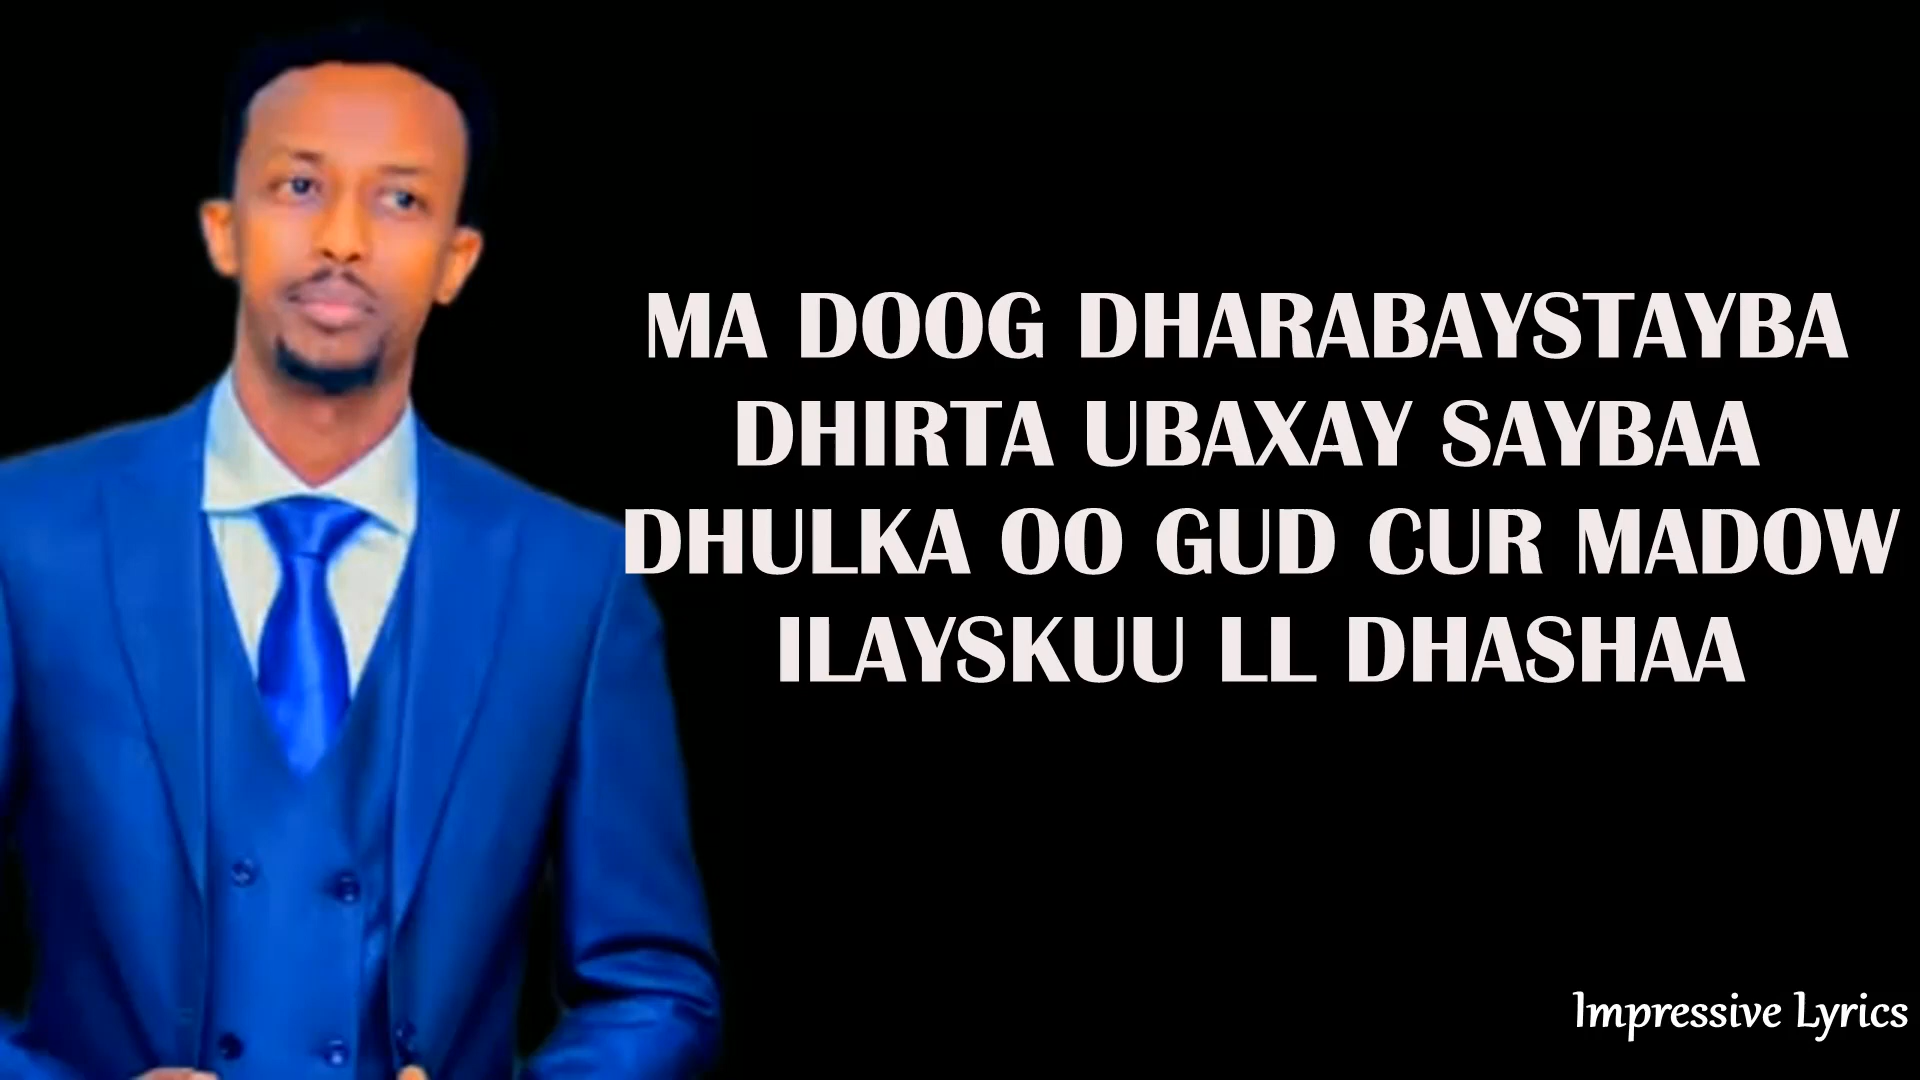 MA DOOG DHARABAYSTAYBA
DHIRTA UBAXAY SAYBAA
DHULKA OO GUD CUR MADOW
ILAYSKUU LL DHASHAA
Impressive Lyrics